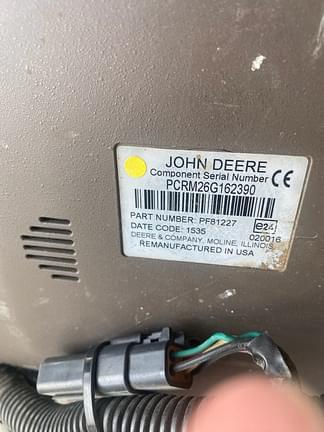 JOHN DEERE
Component Serial Number
CE
PCRM26G162390
PART NUMBER: PF81227
DATE CODE: 1535
e24
020016
DEERE & COMPANY, MOLINE, ILLINOIS
REMANUFACTURED IN USA